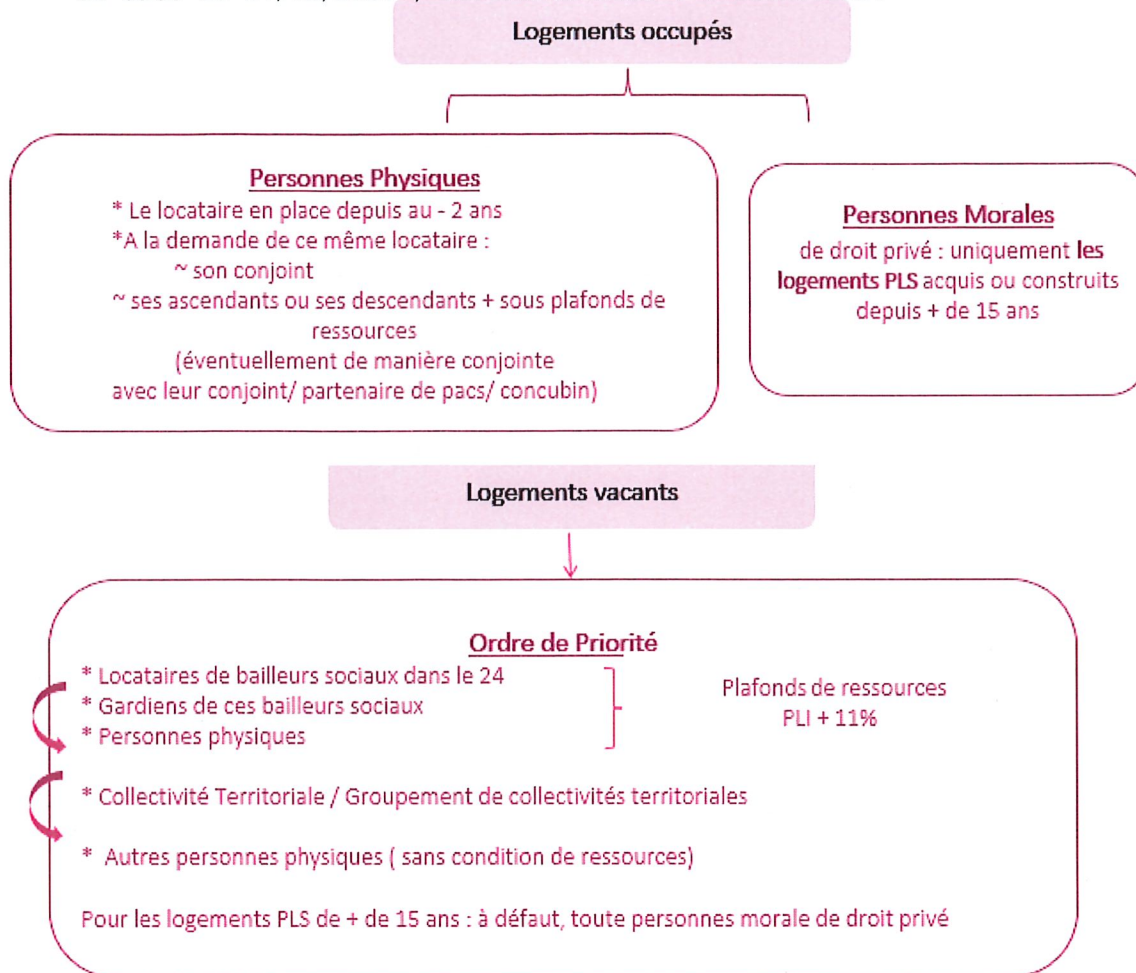 Logements occupés
Personnes Physiques
* Le locataire en place depuis au - 2 ans
*A la demande de ce même locataire :
~ son conjoint
~ ses ascendants ou ses descendants + sous plafonds de
ressources
(éventuellement de manière conjointe
avec leur conjoint/ partenaire de pacs/ concubin)
Personnes Morales
de droit privé : uniquement les
logements PLS acquis ou construits
depuis + de 15 ans
Logements vacants
Ordre de Priorité
* Locataires de bailleurs sociaux dans le 24
* Gardiens de ces bailleurs sociaux
* Personnes physiques
Plafonds de ressources
PLI + 11%
* Collectivité Territoriale / Groupement de collectivités territoriales
* Autres personnes physiques ( sans condition de ressources)
Pour les logements PLS de + de 15 ans : à défaut, toute personnes morale de droit privé